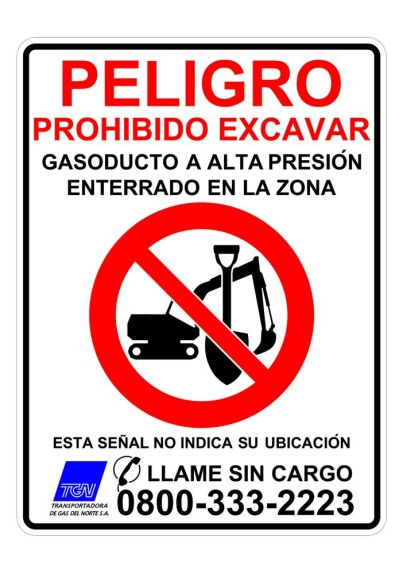 PELIGRO
PROHIBIDO EXCAVAR
GASODUCTO A ALTA PRESIÓN
ENTERRADO EN LA ZONA
ESTA SEÑAL NO INDICA SU UBICACIÓN
TGN
TRANSPORTADORA
DE GAS DEL NORTE S.A.
LLAME SIN CARGO
0800-333-2223